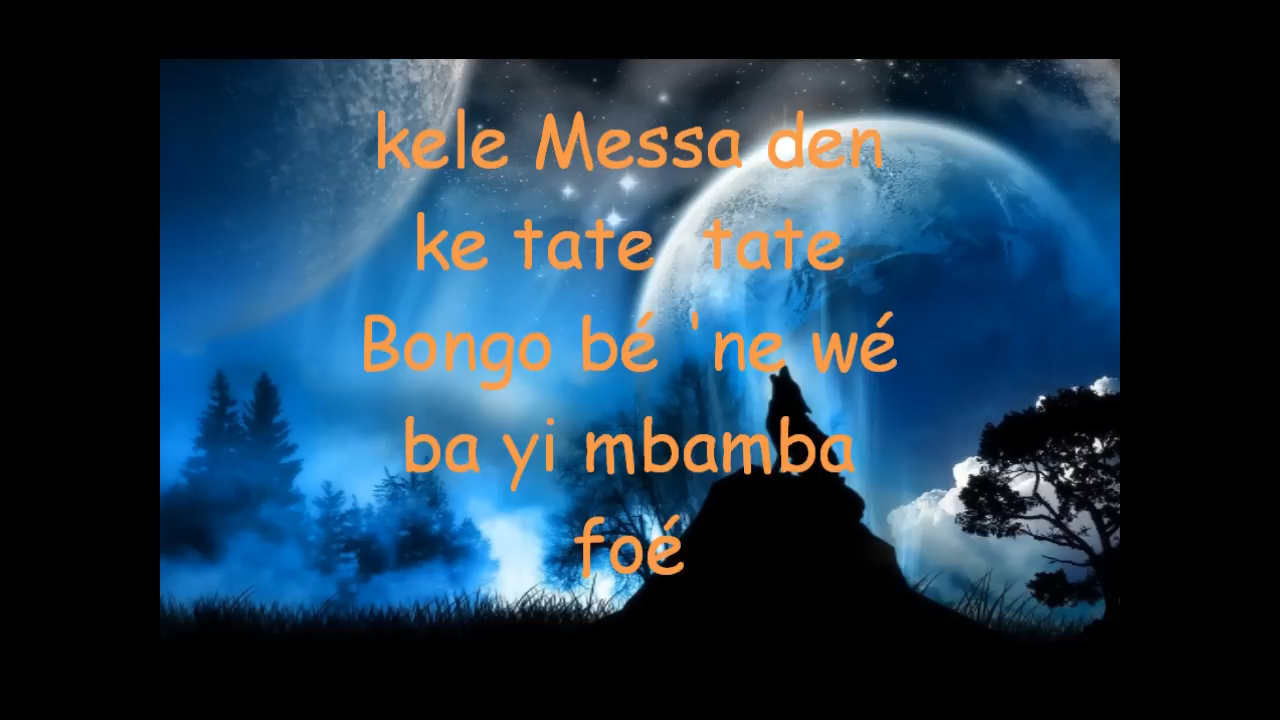 kele Messa den
ke tate tate
Bongo bé 'ne wé
ba yi mbamba
foé